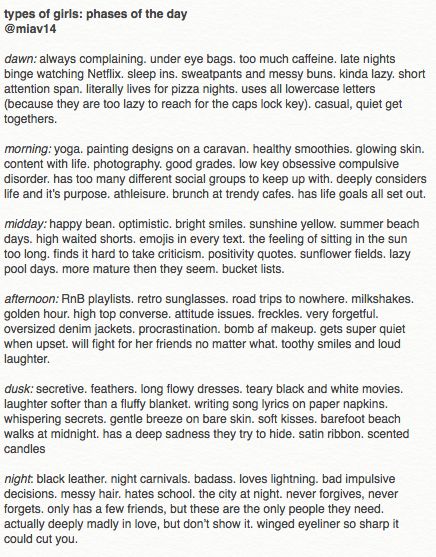 types of girls: phases of the day
@miav14
dawn: always complaining. under eye bags. too much caffeine. late nights
binge watching Netflix. sleep ins. sweatpants and messy buns. kinda lazy. short
attention span. literally lives for pizza nights. uses all lowercase letters
(because they are too lazy to reach for the caps lock key). casual, quiet get
togethers.
morning: yoga. painting designs on a caravan. healthy smoothies. glowing skin.
content with life. photography. good grades. low key obsessive compulsive
disorder. has too many different social groups to keep up with. deeply considers
life and it's purpose. athleisure. brunch at trendy cafes. has life goals all set out.
midday: happy bean. optimistic. bright smiles. sunshine yellow. summer beach
days. high waited shorts. emojis in every text. the feeling of sitting in the sun
too long. finds it hard to take criticism. positivity quotes. sunflower fields. lazy
pool days. more mature then they seem. bucket lists.
afternoon: RnB playlists. retro sunglasses. road trips to nowhere. milkshakes.
golden hour. high top converse. attitude issues. freckles. very forgetful.
oversized denim jackets. procrastination. bomb af makeup. gets super quiet
when upset. will fight for her friends no matter what. toothy smiles and loud
laughter.
dusk: secretive. feathers. long flowy dresses. teary black and white movies.
laughter softer than a fluffy blanket. writing song lyrics on paper napkins.
whispering secrets. gentle breeze on bare skin. soft kisses. barefoot beach
walks at midnight. has a deep sadness they try to hide. satin ribbon. scented
candles
night: black leather. night carnivals. badass. loves lightning. bad impulsive
decisions. messy hair. hates school. the city at night. never forgives, never
forgets. only has a few friends, but these are the only people they need.
actually deeply madly in love, but don't show it. winged eyeliner so sharp it
could cut you.